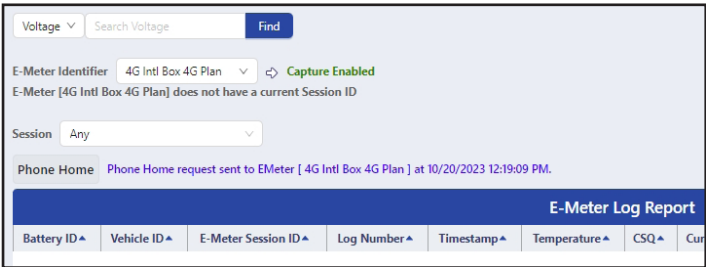 Voltage Search Voltage Find
E-Meter Identifier 4G Intl Box 4G Plan Capture Enabled
E-Meter [4G Intl Box 4G Plan] does not have a current Session ID
Session Any
Phone Home Phone Home request sent to EMeter [ 4G Intl Box 4G Plan ] at 10/20/2023 12:19:09 PM.
E-Meter Log Report
Battery ID Vehicle ID E-Meter Session ID Log Number Timestamp Temperature CSQ Cur